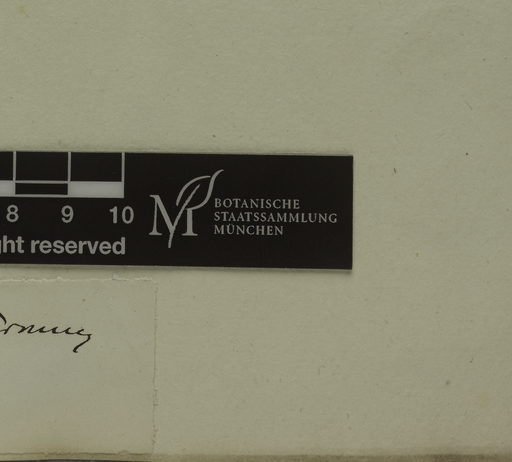 8 9 10
BOTANISCHE
STAATSSAMMLUNG
MÜNCHEN
ght reserved